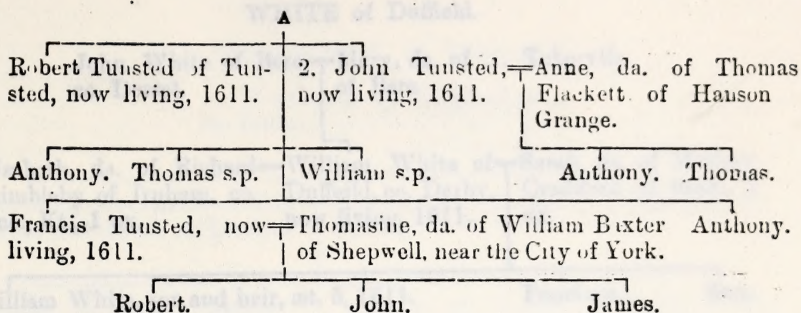 A
Robert Tunsted of Tun- 2. John Tunsted, Anne, da. of Thomas
sted, now living, 1611. now living, 1611. Flackett of Hanson
Grange.
Anthony. Thomas s.p. William s.p. Anthony. Thomas.
Francis Tunsted, now Thomasine, da. of William Baxter Anthony.
living, 1611. of Shepwell, near the City of York.
Robert. John. James.